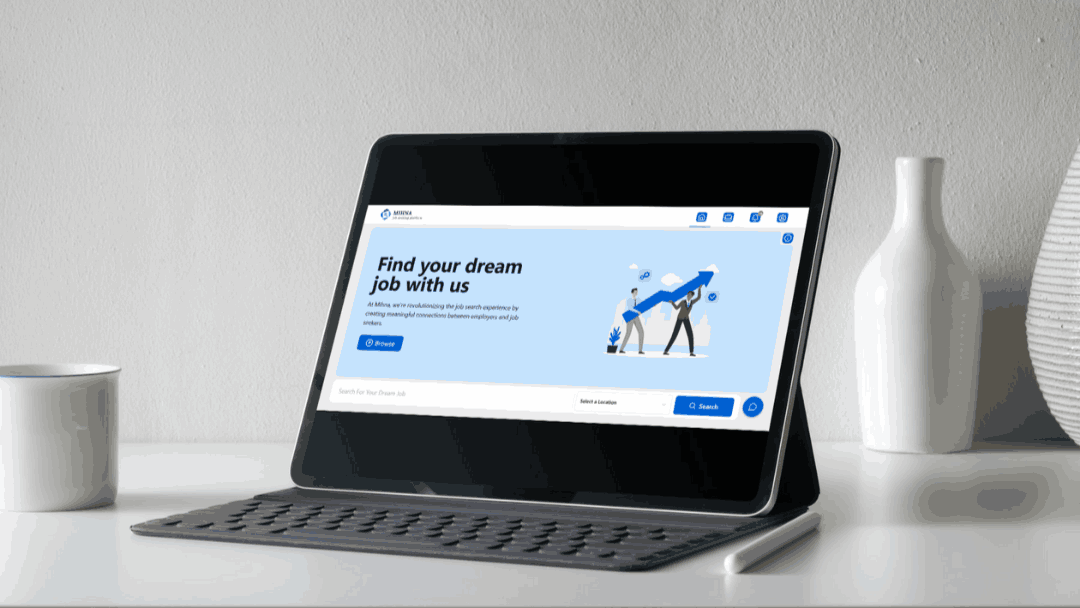 MIHNA
Find your dream
job with us
At Mihna, we're revolutionizing the job search experience by
creating meaningful connections between employers and job
seekers.
Browse
Search For Your Dream Job
Select a Location
Search